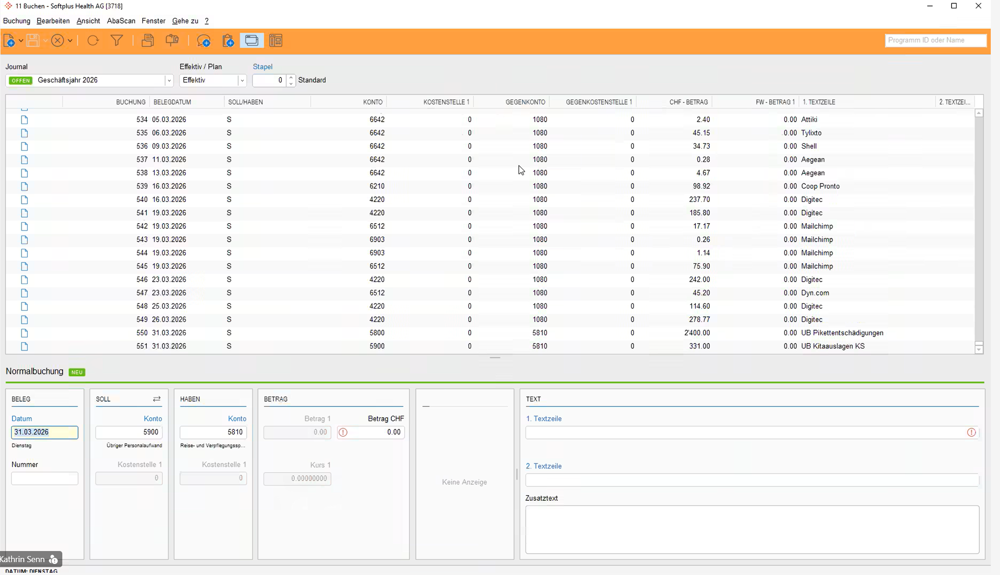 11 Buchen - Softplus Health AG [3718]
Buchung Bearbeiten Ansicht AbaScan Fenster Gehe zu ?
Programm ID oder Name
Journal Effektiv / Plan Stapel
OFFEN Geschäftsjahr 2026 Effektiv 0 Standard
BUCHUNG BELEGDATUM SOLL/HABEN KONTO KOSTENSTELLE 1 GEGENKONTO GEGENKOSTENSTELLE 1 CHF - BETRAG FW - BETRAG 1 1. TEXTZEILE 2. TEXTZEI...
534 05.03.2026 S 6642 0 1080 0 2.40 0.00 Attiki
535 06.03.2026 S 6642 0 1080 0 45.15 0.00 Tylixto
536 09.03.2026 S 6642 0 1080 0 34.73 0.00 Shell
537 11.03.2026 S 6642 0 1080 0 0.28 0.00 Aegean
538 13.03.2026 S 6642 0 1080 0 4.67 0.00 Aegean
539 16.03.2026 S 6210 0 1080 0 98.92 0.00 Coop Pronto
540 16.03.2026 S 4220 0 1080 0 237.70 0.00 Digitec
541 19.03.2026 S 4220 0 1080 0 185.80 0.00 Digitec
542 19.03.2026 S 6512 0 1080 0 17.17 0.00 Mailchimp
543 19.03.2026 S 6903 0 1080 0 0.26 0.00 Mailchimp
544 19.03.2026 S 6903 0 1080 0 1.14 0.00 Mailchimp
545 19.03.2026 S 6512 0 1080 0 75.90 0.00 Mailchimp
546 23.03.2026 S 4220 0 1080 0 242.00 0.00 Digitec
547 23.03.2026 S 6512 0 1080 0 45.20 0.00 Dyn.com
548 25.03.2026 S 4220 0 1080 0 114.60 0.00 Digitec
549 26.03.2026 S 4220 0 1080 0 278.77 0.00 Digitec
550 31.03.2026 S 5800 0 5810 0 2'400.00 0.00 UB Pikettentschädigungen
551 31.03.2026 S 5900 0 5810 0 331.00 0.00 UB Kitaauslagen KS
Normalbuchung NEU
BELEG SOLL HABEN BETRAG TEXT
Datum Konto Konto Betrag 1 Betrag CHF 1. Textzeile
31.03.2026 5900 5810 0.00 0.00
Dienstag Übriger Personalaufwand Reise- und Verpflegungssp...
Nummer Kostenstelle 1 Kostenstelle 1 Kurs 1 2. Textzeile
0 0 0.00000000
Keine Anzeige
Zusatztext
Kathrin Senn
DATUM: DIENSTAG